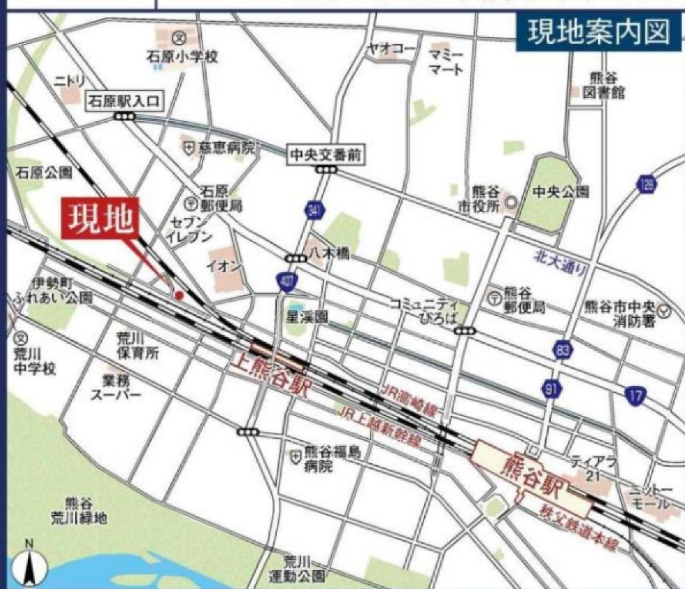 現地案内図
石原小学校
ヤオコー
マミー
マート
ニトリ
熊谷
図書館
石原駅入口
慈恵病院
中央交番前
石原公園
石原
郵便局
熊谷
市役所
中央公園
128
341
現地
セブン
イレブン
八木橋
北大通り
イオン
407
伊勢町
ふれあい公園
星渓園
コミュニティ
ひろば
熊谷
郵便局
熊谷市中央
消防署
荒川
保育所
荒川
中学校
上熊谷駅
JR高崎線
83
業務
スーパー
91
17
JR上越新幹線
熊谷福島
病院
熊谷駅
ティアラ
21
ニットー
モール
秩父鉄道本線
熊谷
荒川緑地
N
荒川
運動公園